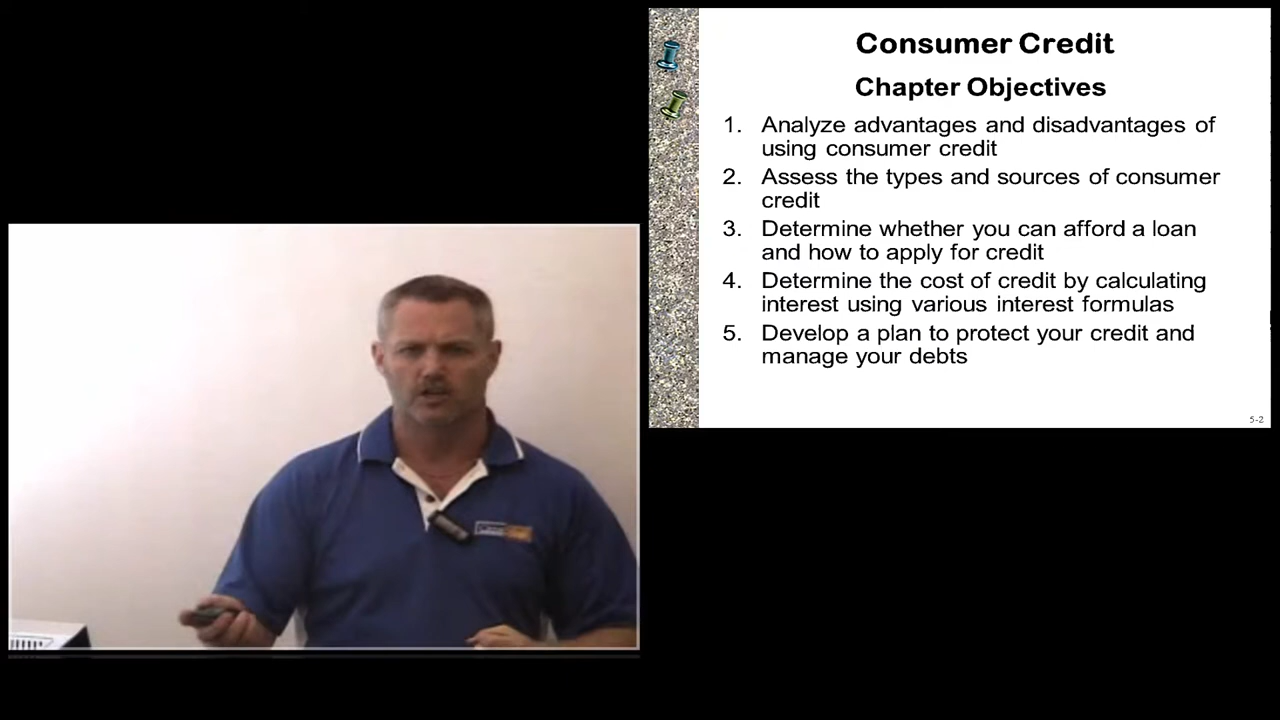 Consumer Credit
Chapter Objectives
1. Analyze advantages and disadvantages of
using consumer credit
2. Assess the types and sources of consumer
credit
3. Determine whether you can afford a loan
and how to apply for credit
4. Determine the cost of credit by calculating
interest using various interest formulas
5. Develop a plan to protect your credit and
manage your debts
5-2